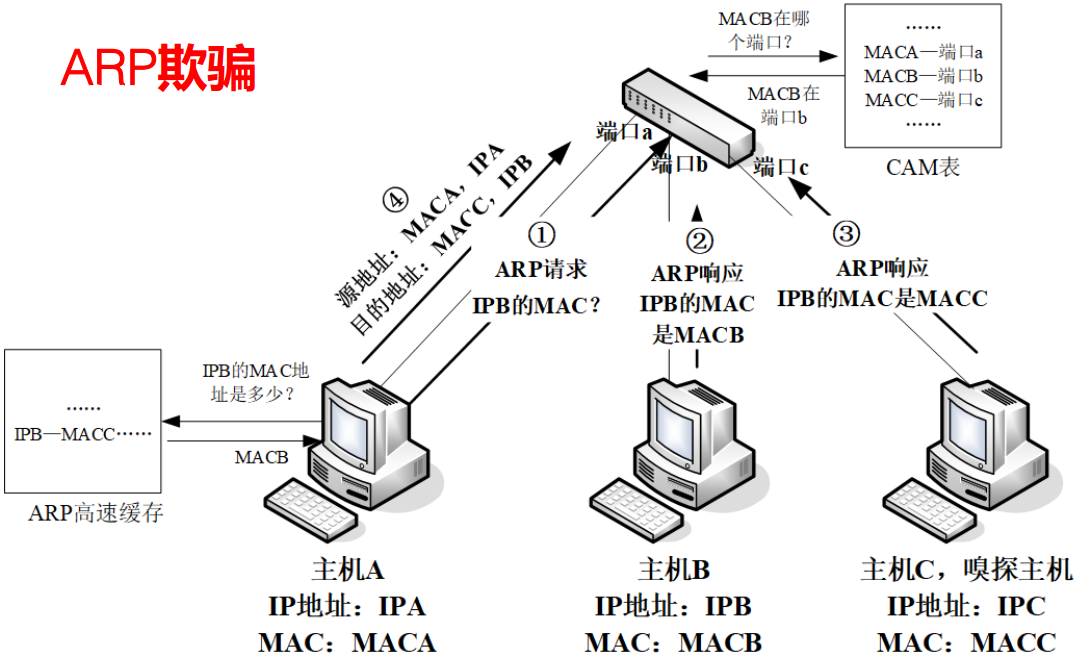 ARP欺骗
MACB在哪
个端口？
MACB在
端口b
……
MACA—端口a
MACB—端口b
MACC—端口c
……
CAM表
端口a
端口b
端口c
④
源地址：MACA，IPA
目的地址：MACC，IPB
①
ARP请求
IPB的MAC？
②
ARP响应
IPB的MAC
是MACB
③
ARP响应
IPB的MAC是MACC
……
IPB—MACC……
ARP高速缓存
IPB的MAC地
址是多少？
MACB
主机A
IP地址：IPA
MAC：MACA
主机B
IP地址：IPB
MAC：MACB
主机C，嗅探主机
IP地址：IPC
MAC：MACC